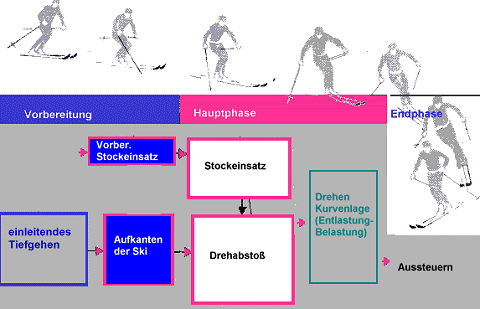 Vorbereitung
Hauptphase
Endphase
Vorber.
Stockeinsatz
Stockeinsatz
einleitendes
Tiefgehen
Aufkanten
der Ski
Drehabstoß
Drehen
Kurvenlage
(Entlastung-
Belastung)
Aussteuern